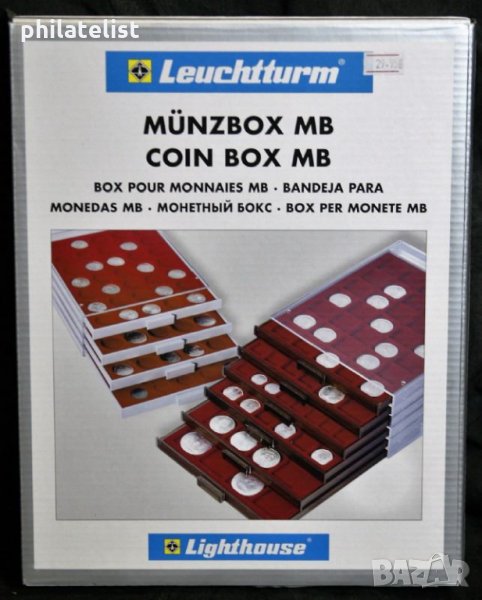 philatelist
Leuchtturm®
MÜNZBOX MB
COIN BOX MB
BOX POUR MONNAIES MB · BANDEJA PARA
MONEDAS MB · МОНЕТНЫЙ БОКС · BOX PER MONETE MB
Lighthouse®
БАZАР